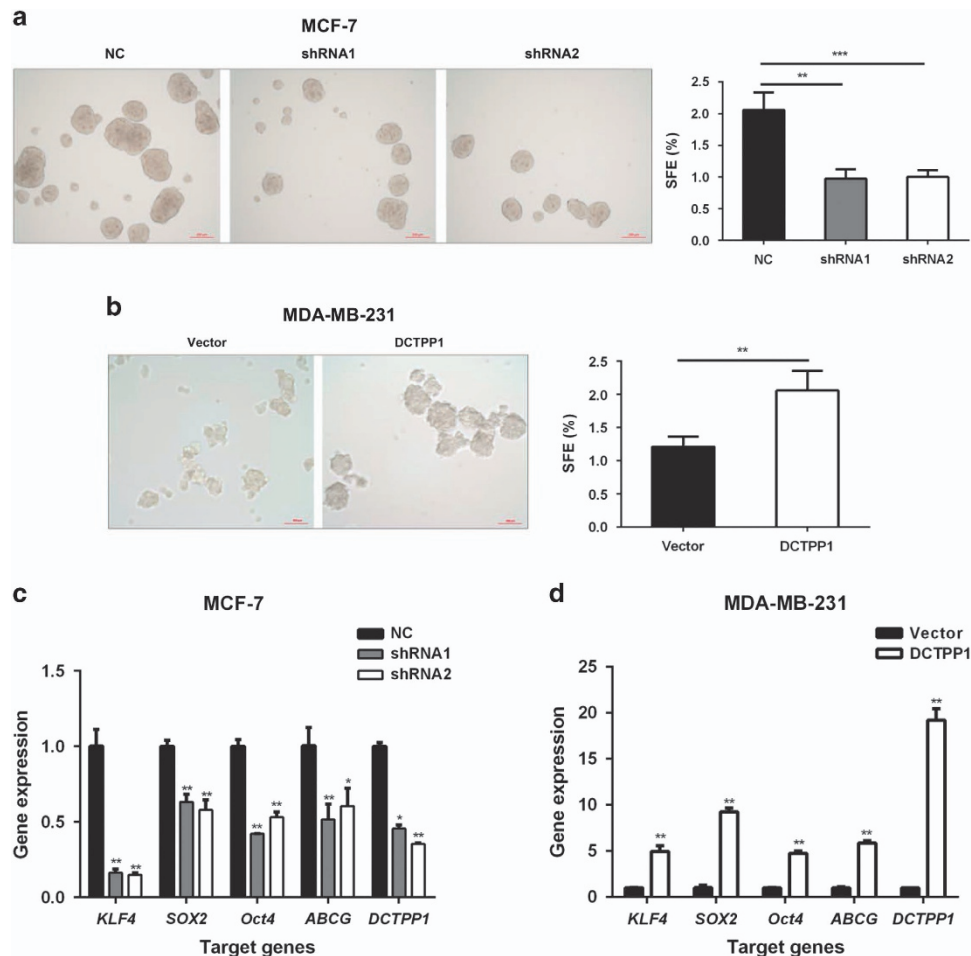 a
MCF-7
NC
shRNA1
shRNA2
***
**
2.5
2.0
1.5
1.0
0.5
0.0
SFE (%)
NC
shRNA1
shRNA2
b
MDA-MB-231
Vector
DCTPP1
**
2.5
2.0
1.5
1.0
0.5
0.0
SFE (%)
Vector
DCTPP1
c
MCF-7
NC
shRNA1
shRNA2
1.5
1.0
0.5
0.0
Gene expression
** **
** **
** **
** *
* **
KLF4 SOX2 Oct4 ABCG DCTPP1
Target genes
d
MDA-MB-231
Vector
DCTPP1
25
20
15
10
5
0
Gene expression
**
**
**
**
**
KLF4 SOX2 Oct4 ABCG DCTPP1
Target genes